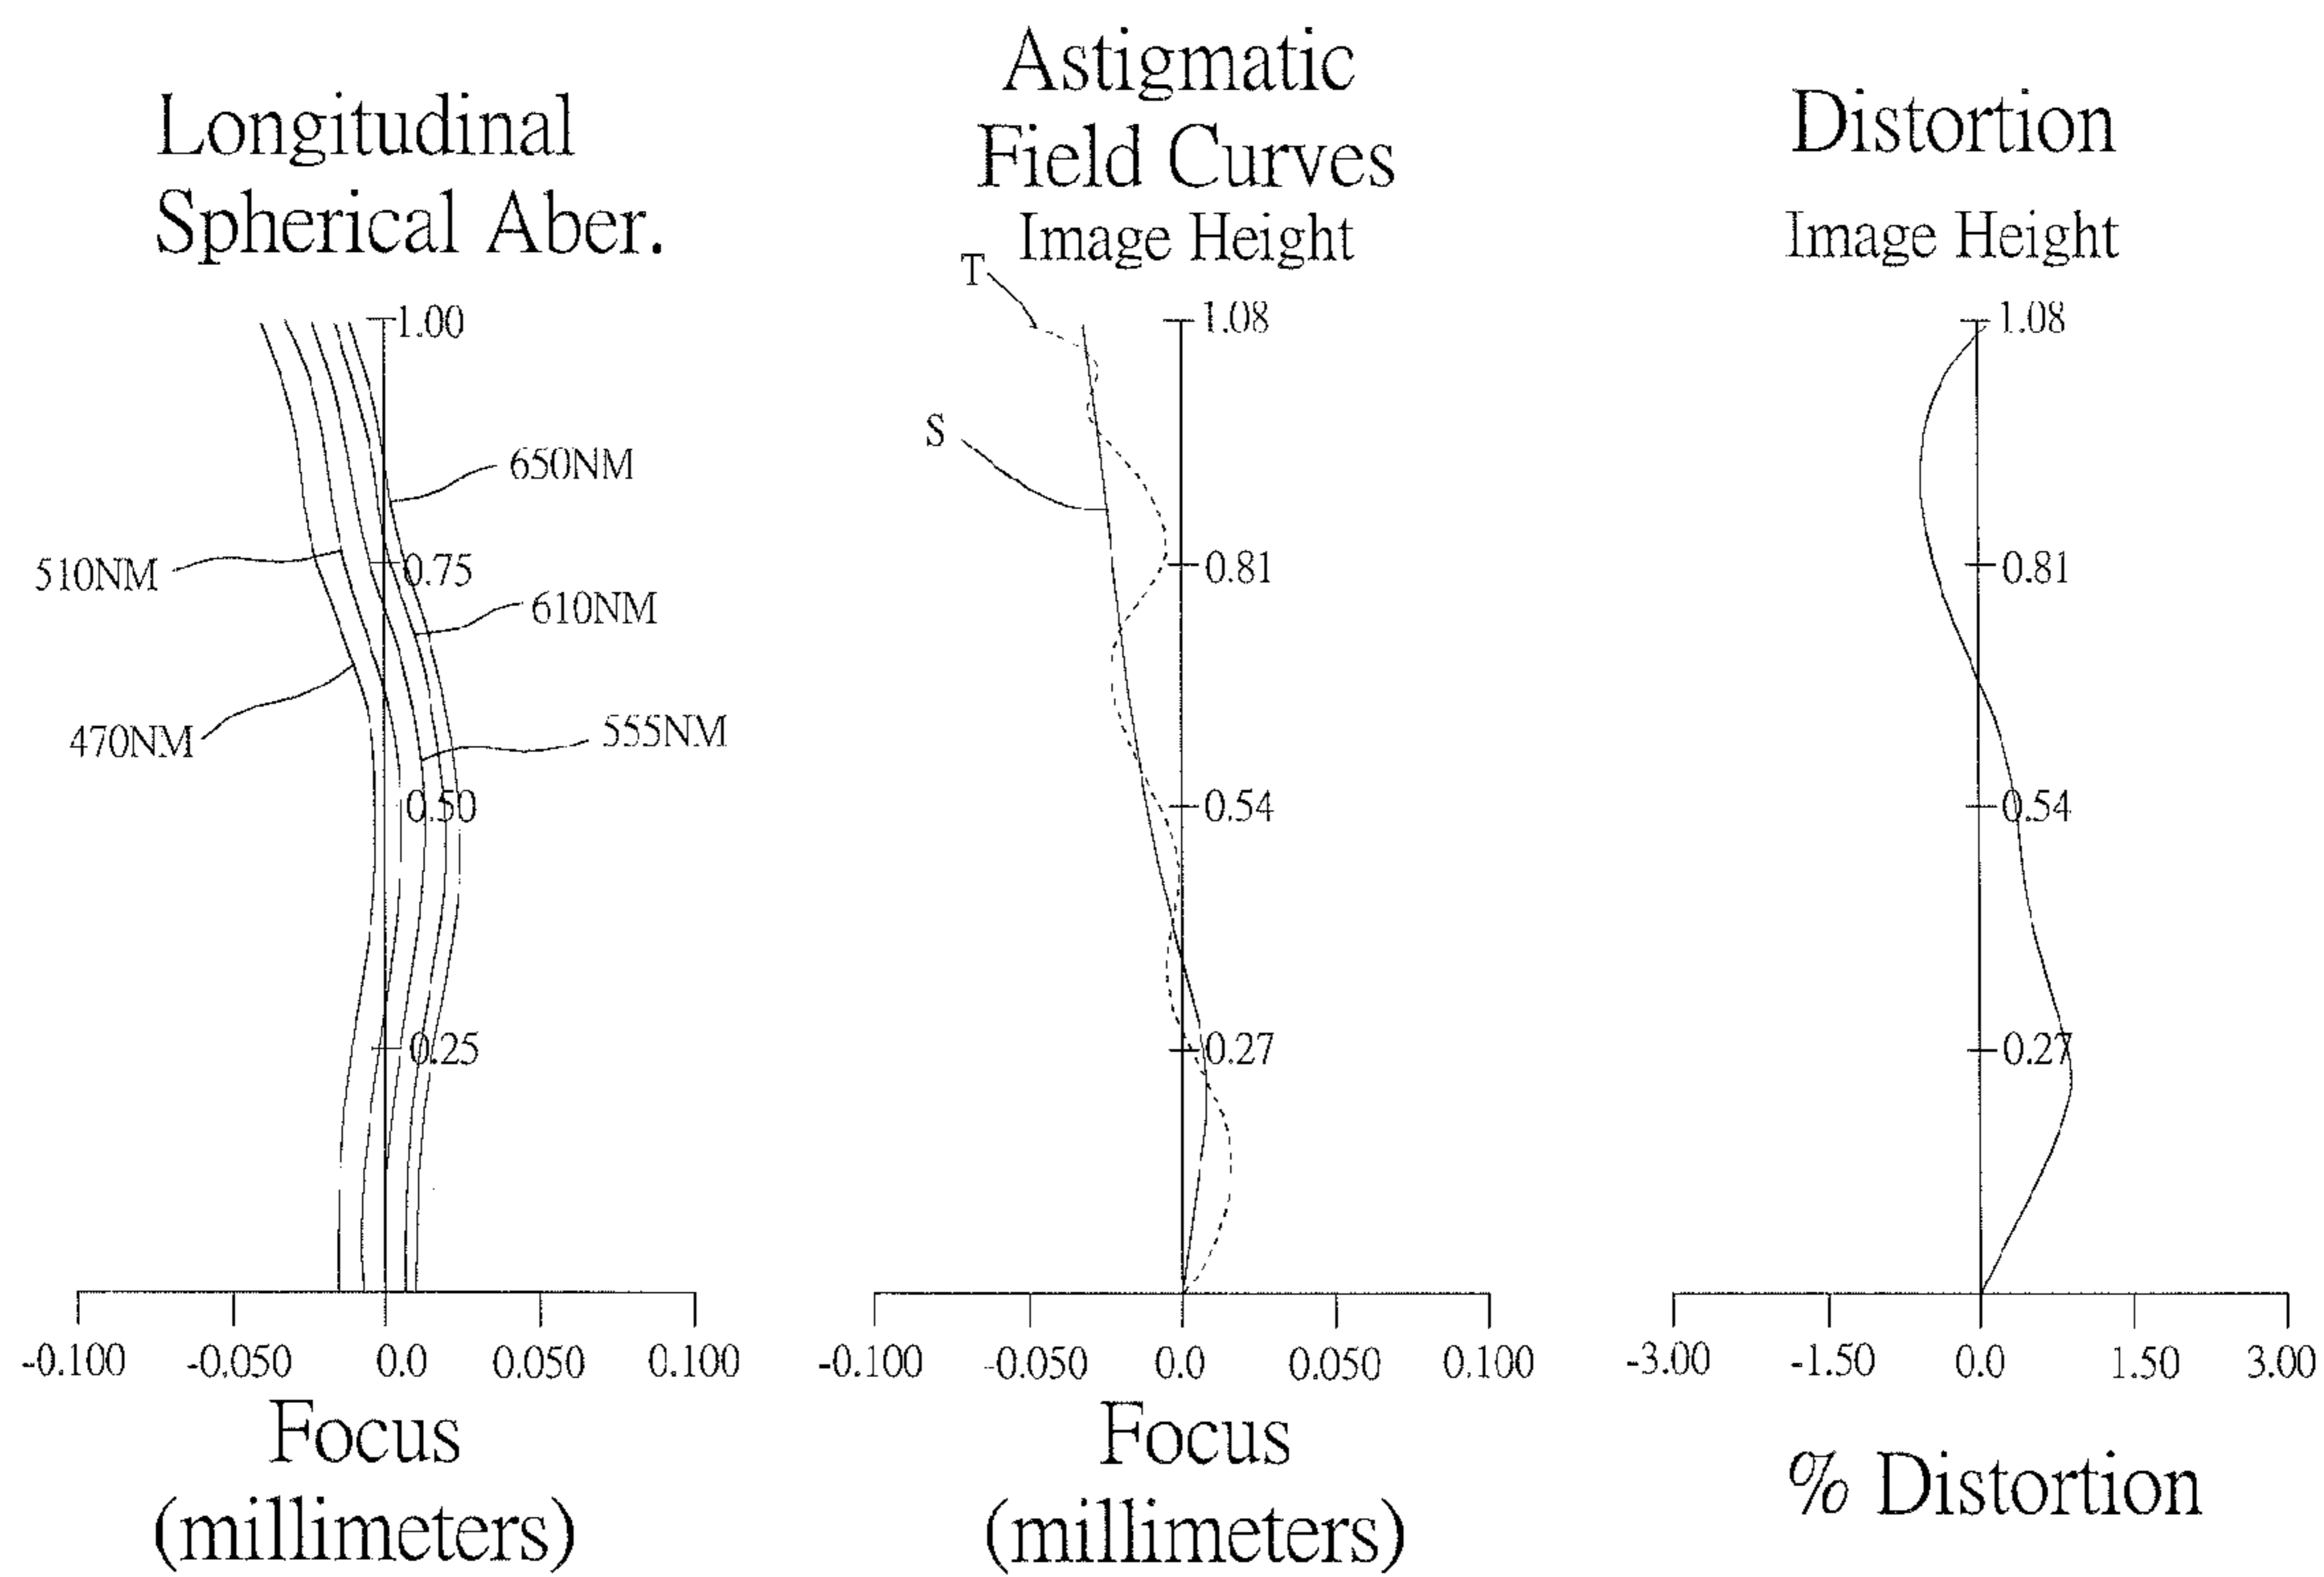 Longitudinal
Spherical Aber.
1.00
650NM
510NM
0.75
610NM
470NM
555NM
0.50
0.25
-0.100 -0.050 0.0 0.050 0.100
Focus
(millimeters)
Astigmatic
Field Curves
Image Height
T
1.08
S
0.81
0.54
0.27
-0.100 -0.050 0.0 0.050 0.100
Focus
(millimeters)
Distortion
Image Height
1.08
0.81
0.54
0.27
-3.00 -1.50 0.0 1.50 3.00
% Distortion